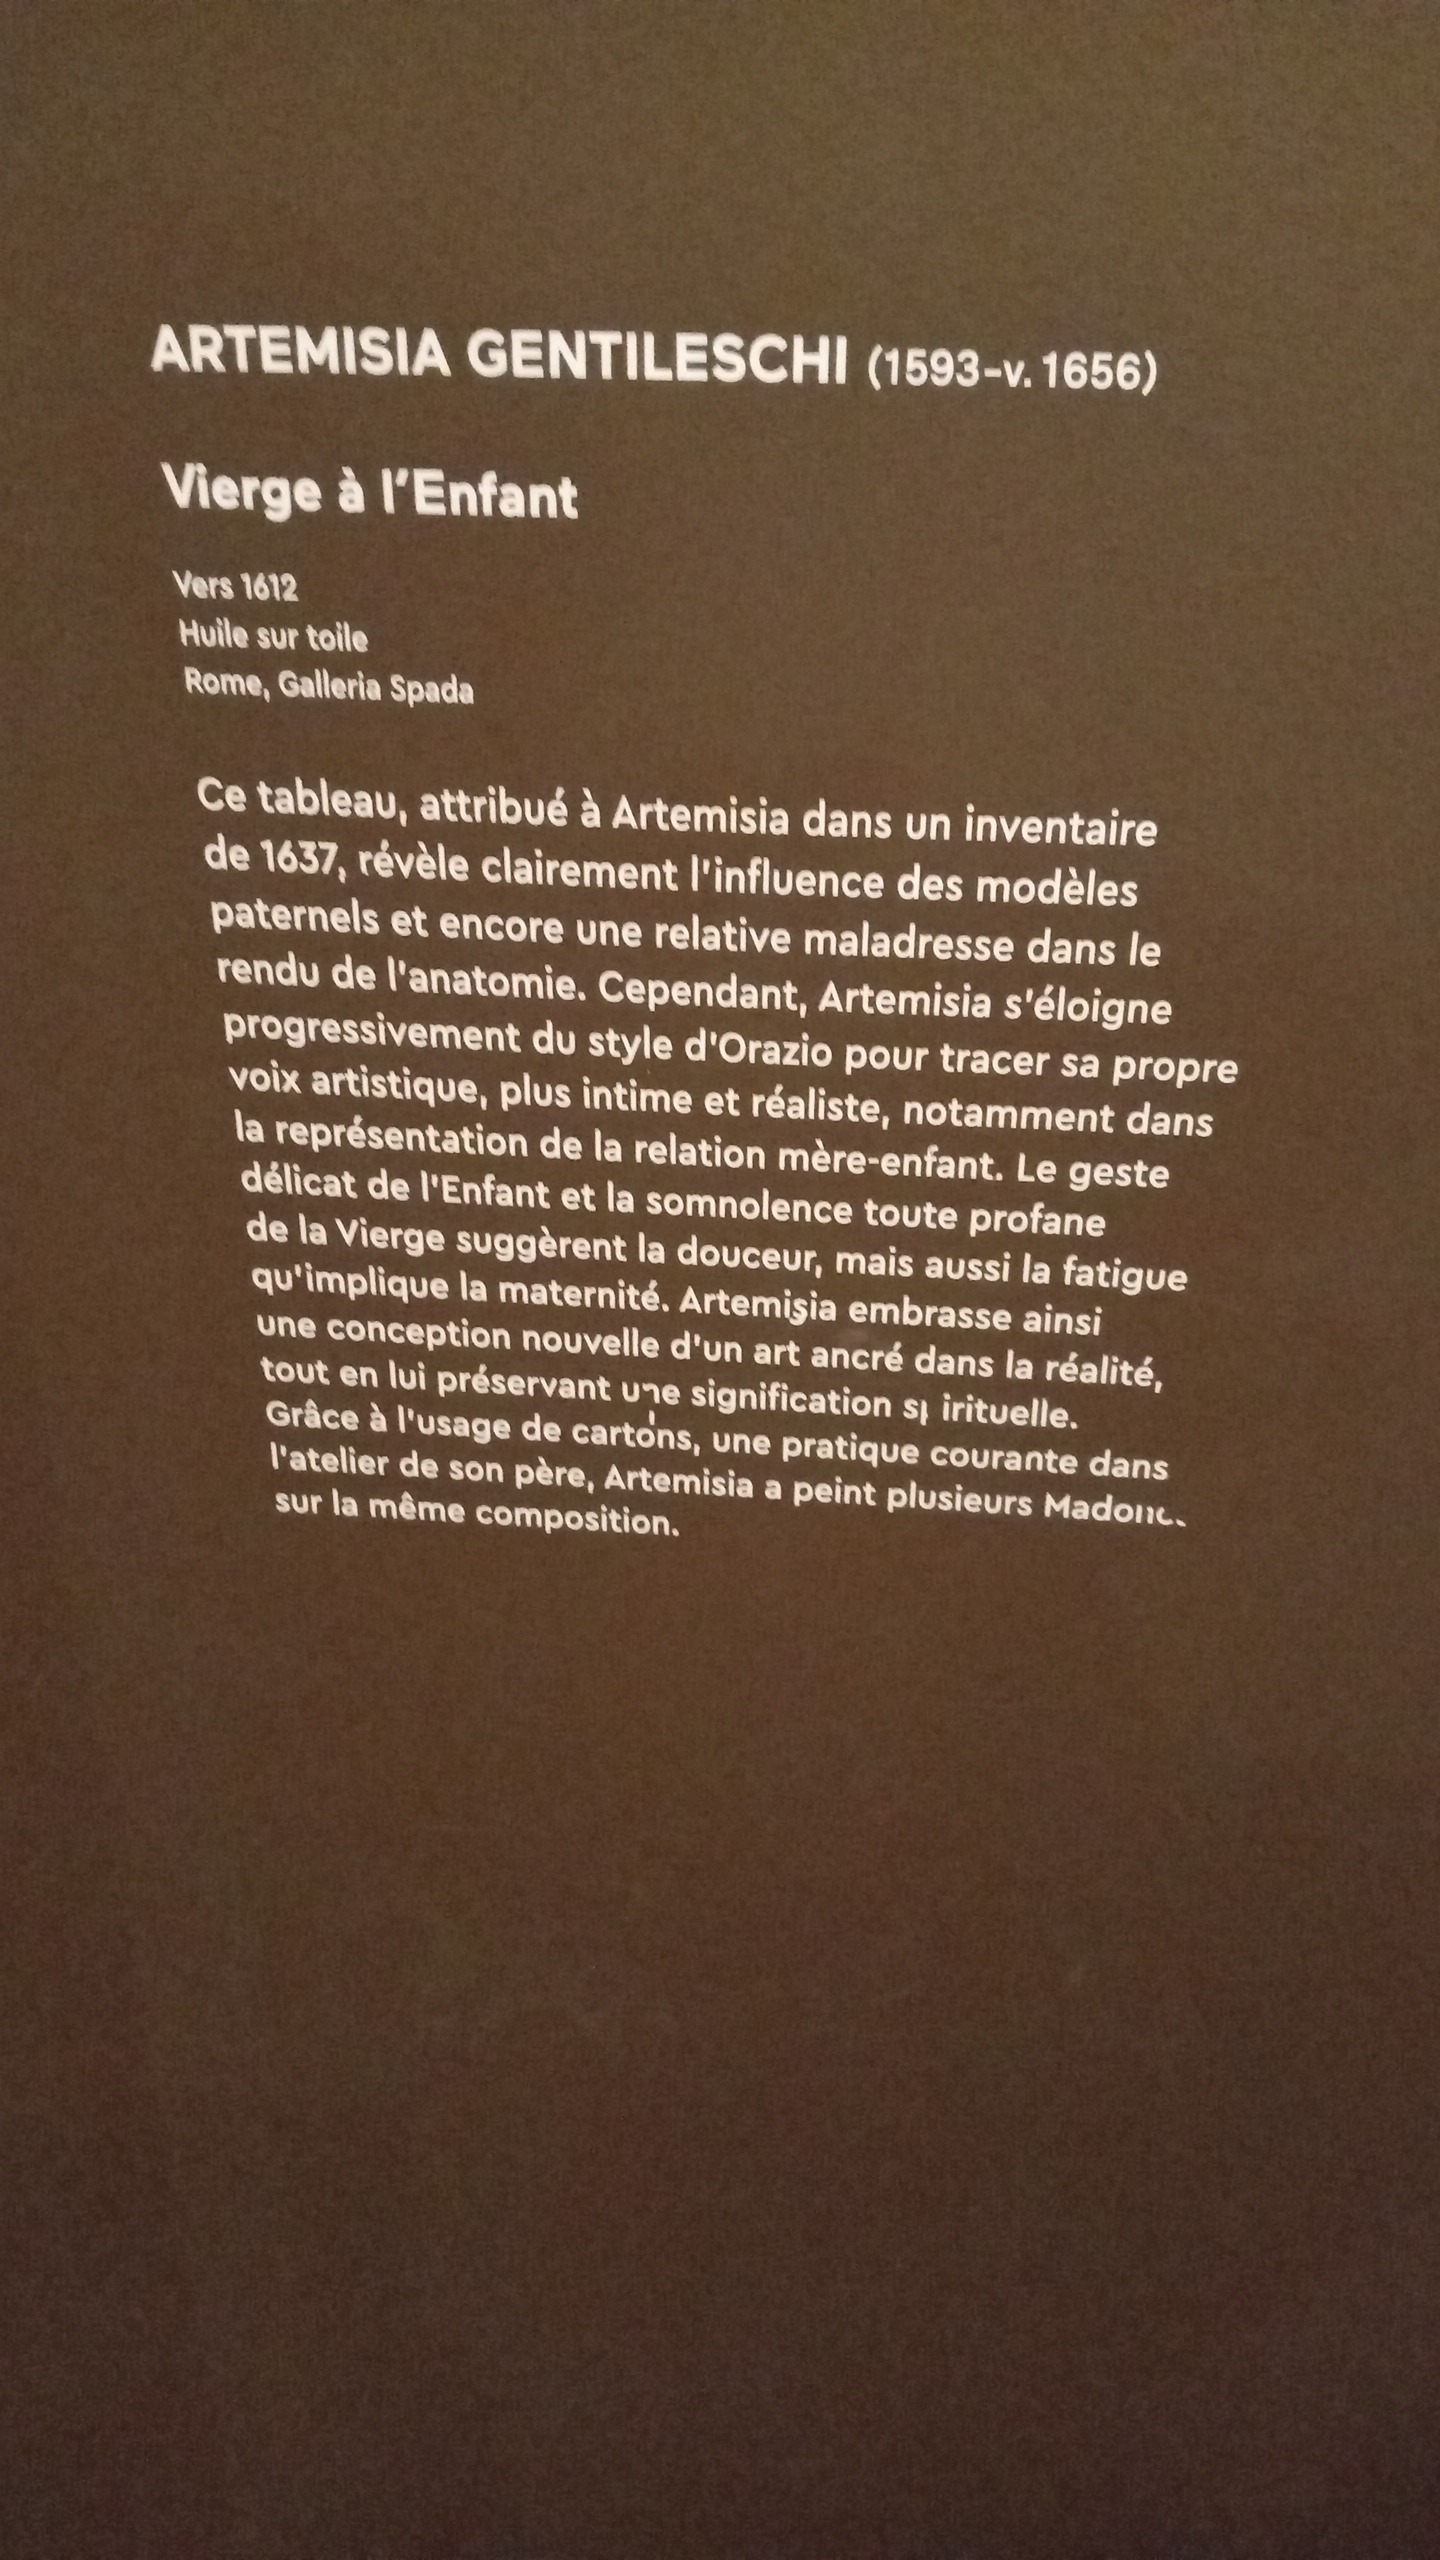 ARTEMISIA GENTILESCHI (1593-v. 1656)
Vierge à l'Enfant
Vers 1612
Huile sur toile
Rome, Galleria Spada
Ce tableau, attribué à Artemisia dans un inventaire
de 1637, révèle clairement l'influence des modèles
paternels et encore une relative maladresse dans le
rendu de l'anatomie. Cependant, Artemisia s'éloigne
progressivement du style d'Orazio pour tracer sa propre
voix artistique, plus intime et réaliste, notamment dans
la représentation de la relation mère-enfant. Le geste
délicat de l'Enfant et la somnolence toute profane
de la Vierge suggèrent la douceur, mais aussi la fatigue
qu'implique la maternité. Artemisia embrasse ainsi
une conception nouvelle d'un art ancré dans la réalité,
tout en lui préservant une signification spirituelle.
Grâce à l'usage de cartons, une pratique courante dans
l'atelier de son père, Artemisia a peint plusieurs
sur la même composition.